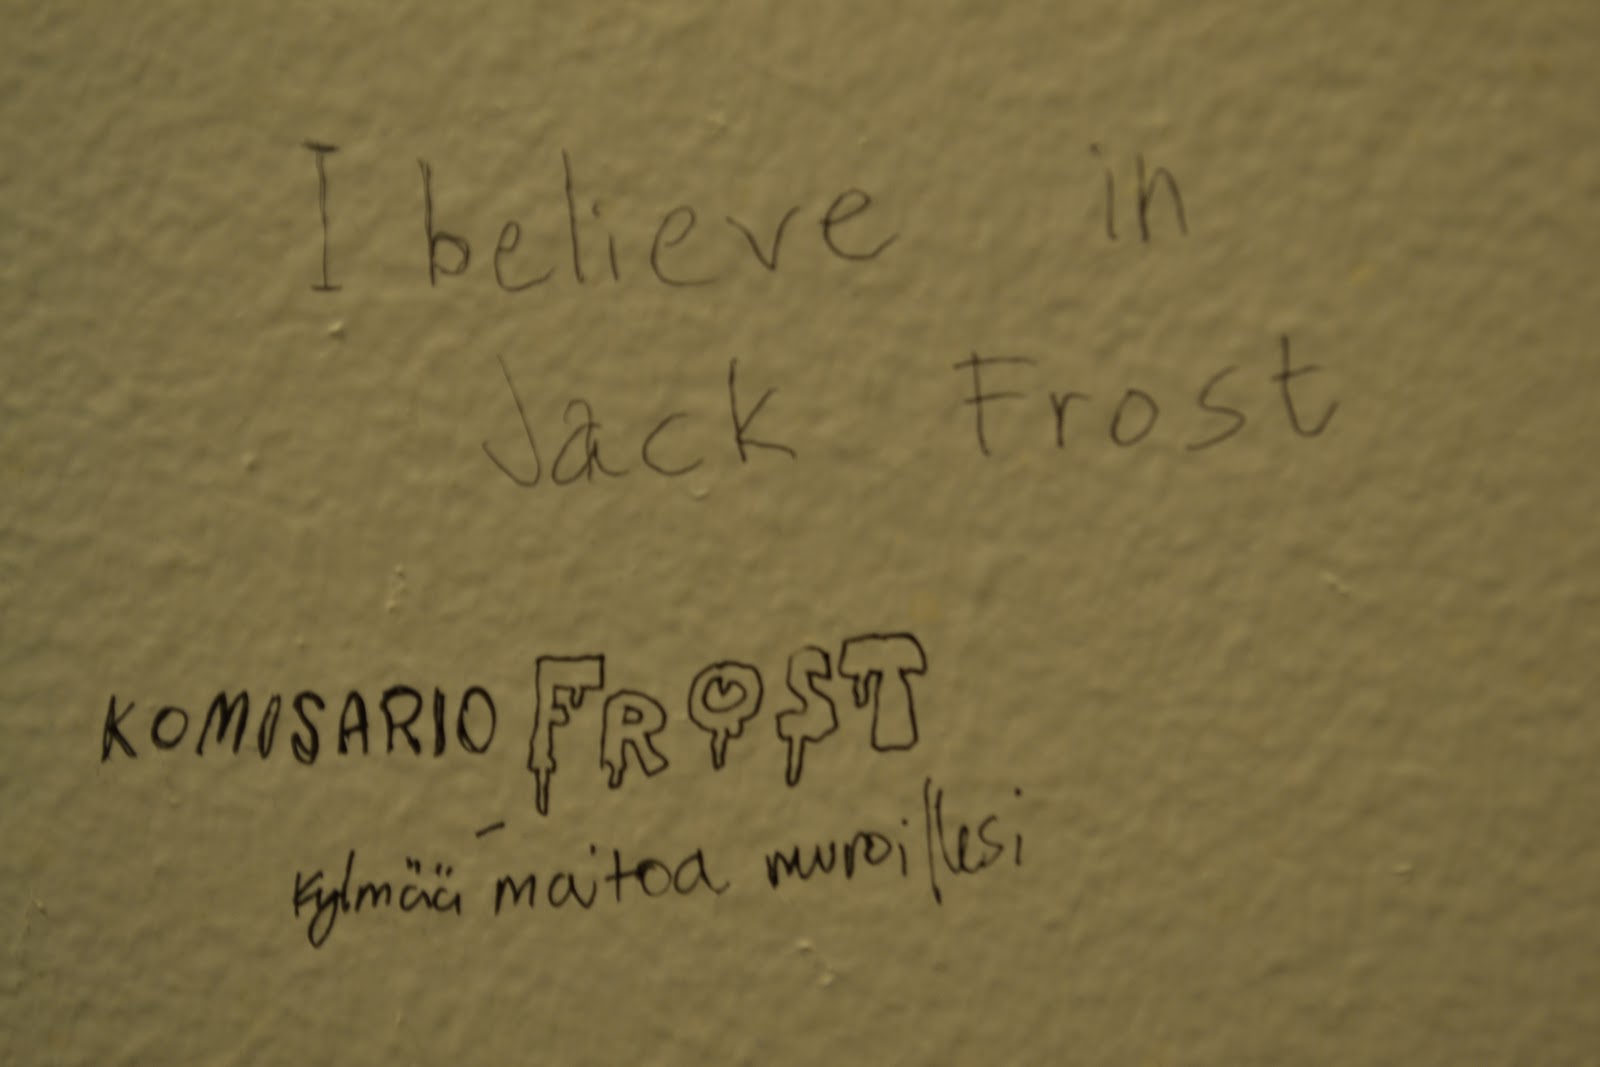 I believe in
Jack Frost
KOMISARIO FROST
- kylmää maitoa muroillesi